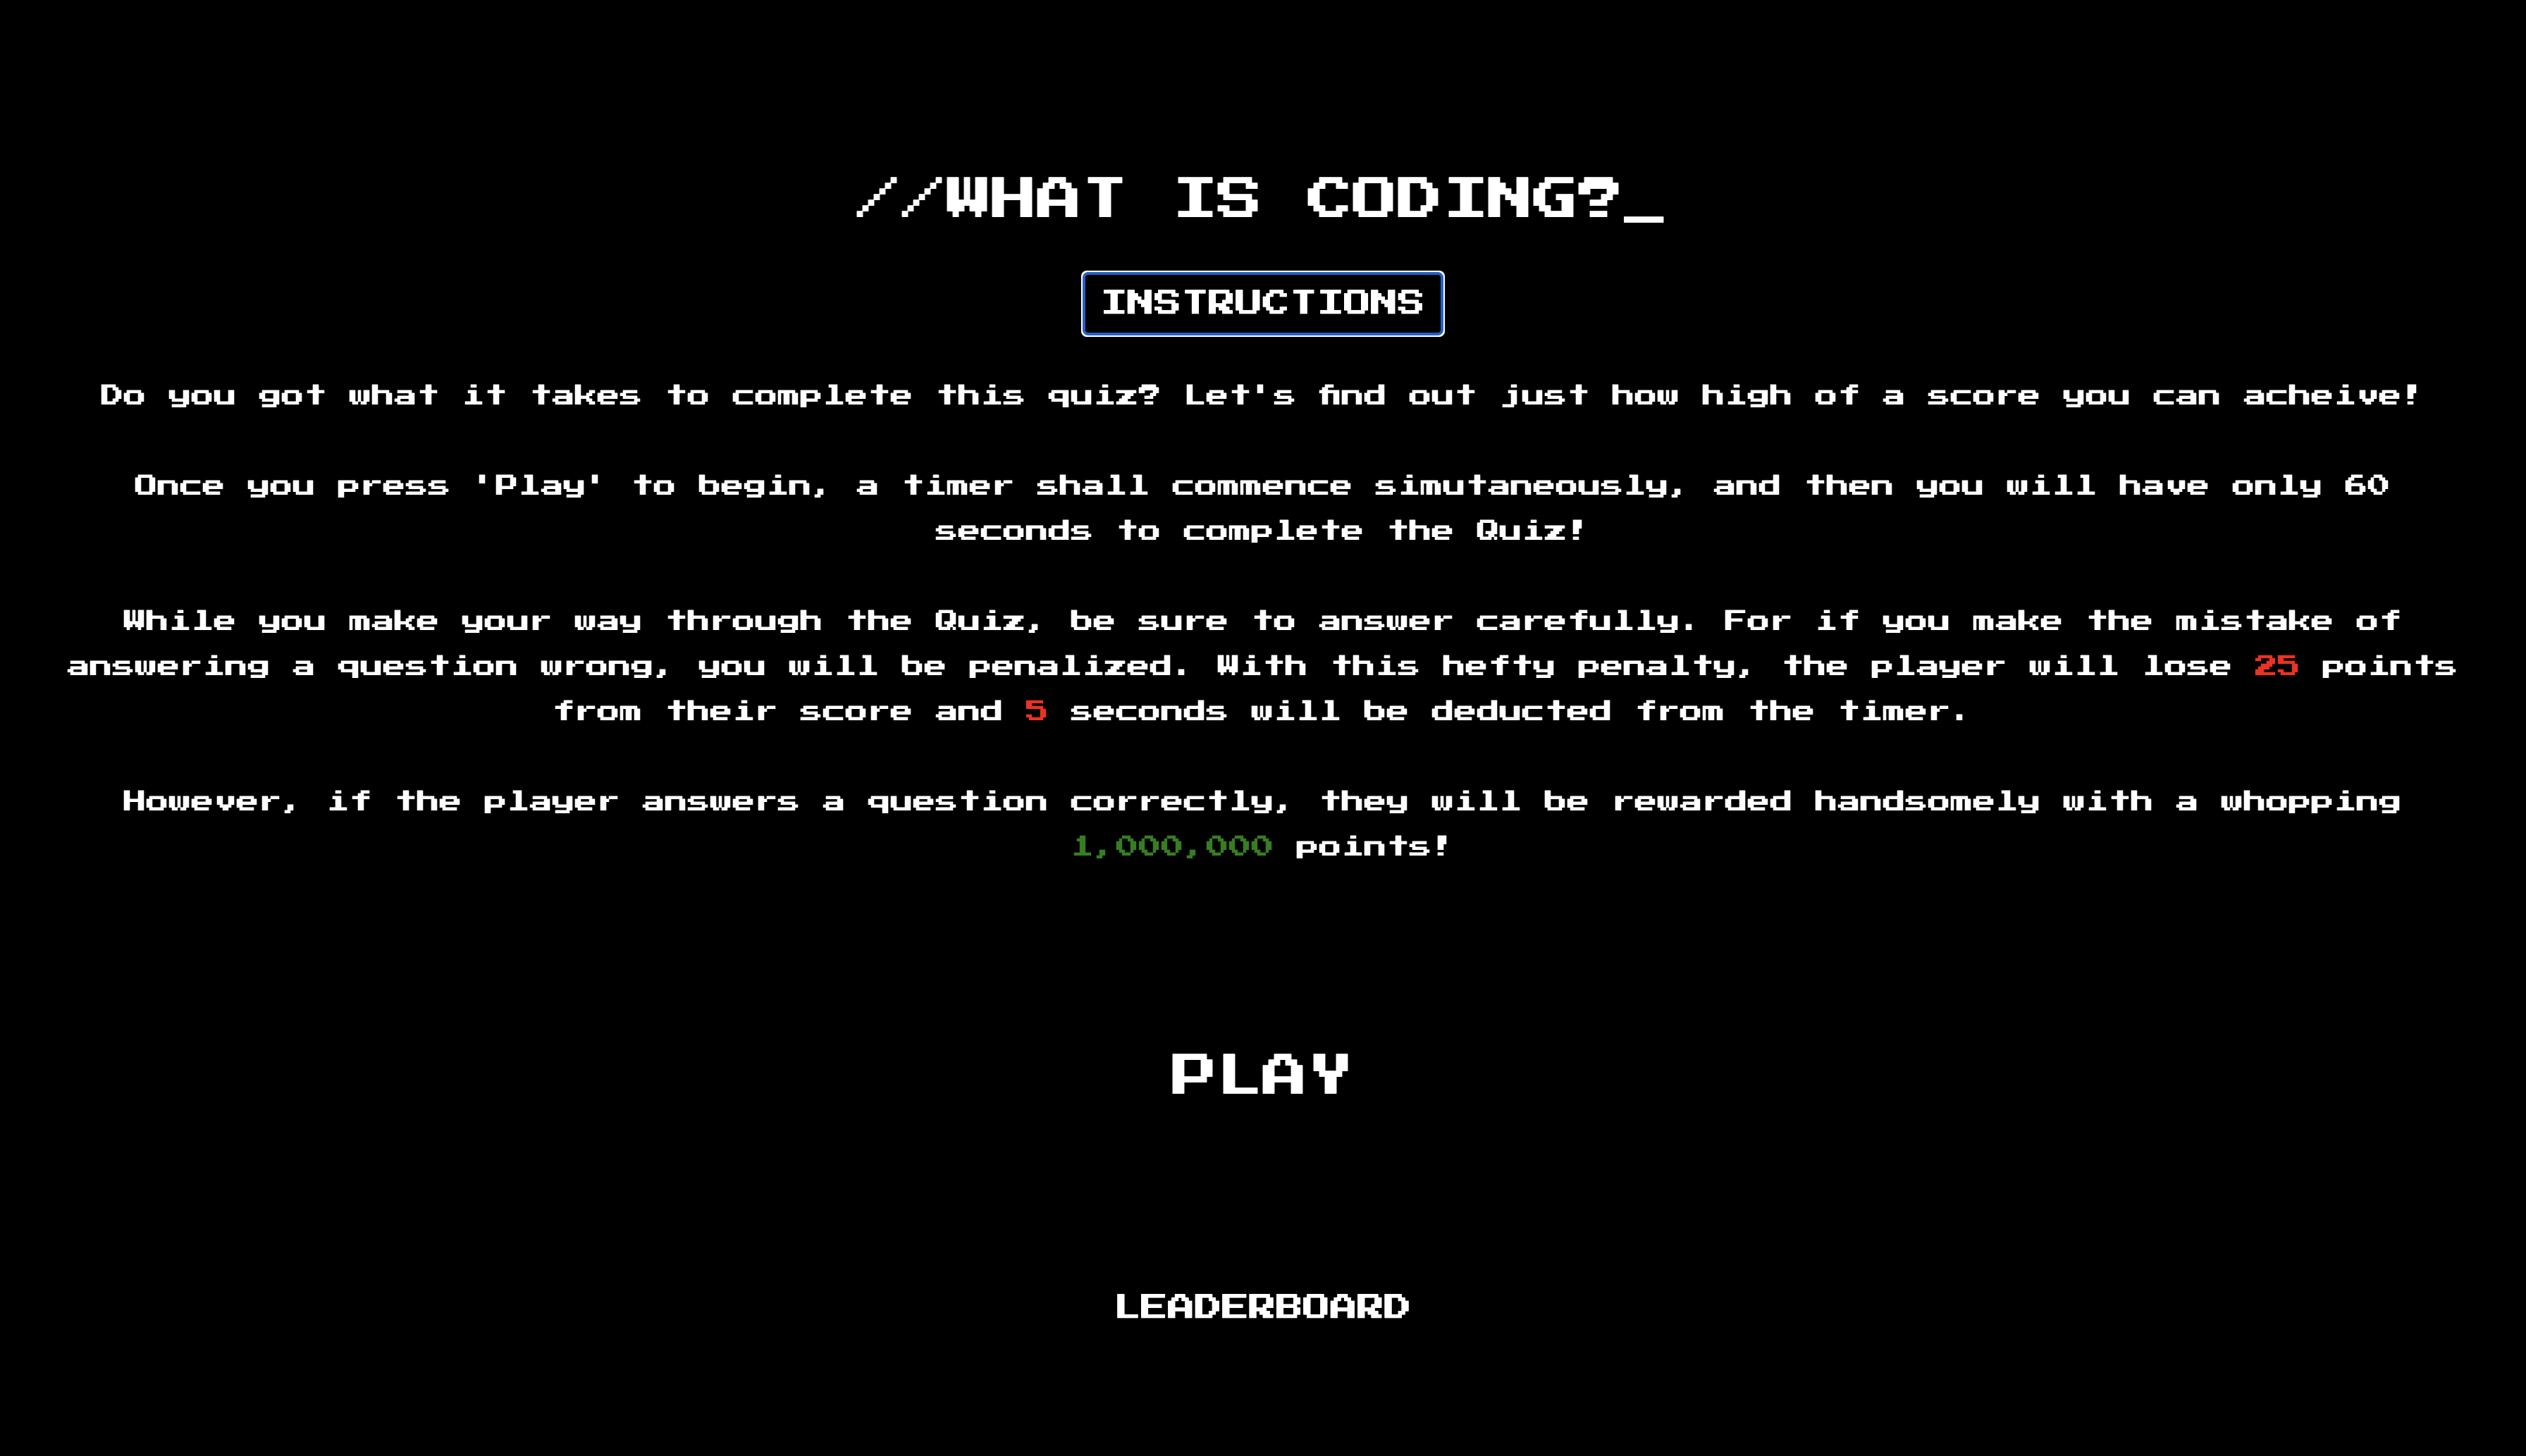 //WHAT IS CODING?_
INSTRUCTIONS
Do you got what it takes to complete this quiz? Let's find out just how high of a score you can acheive!
Once you press 'Play' to begin, a timer shall commence simutaneously, and then you will have only 60
seconds to complete the Quiz!
While you make your way through the Quiz, be sure to answer carefully. For if you make the mistake of
answering a question wrong, you will be penalized. With this hefty penalty, the player will lose 25 points
from their score and 5 seconds will be deducted from the timer.
However, if the player answers a question correctly, they will be rewarded handsomely with a whopping
1,000,000 points!
PLAY
LEADERBOARD